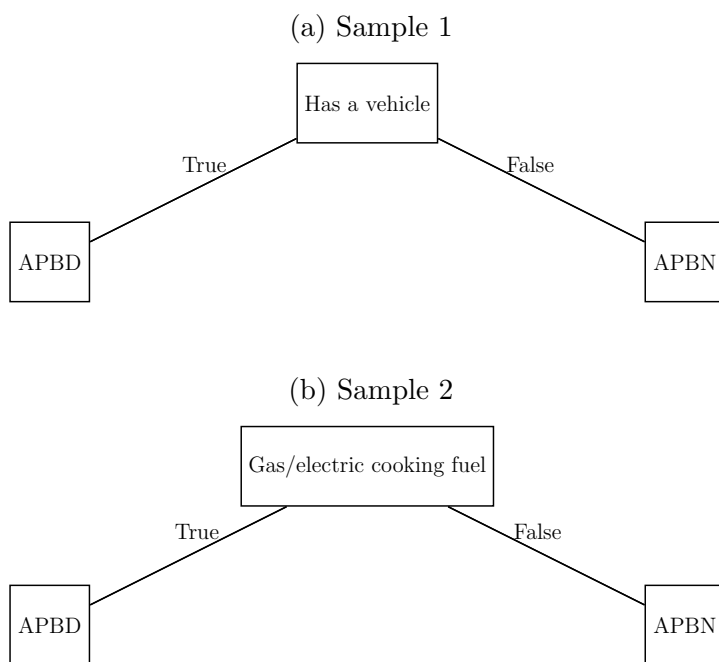 (a) Sample 1
Has a vehicle
True
False
APBD
APBN
(b) Sample 2
Gas/electric cooking fuel
True
False
APBD
APBN